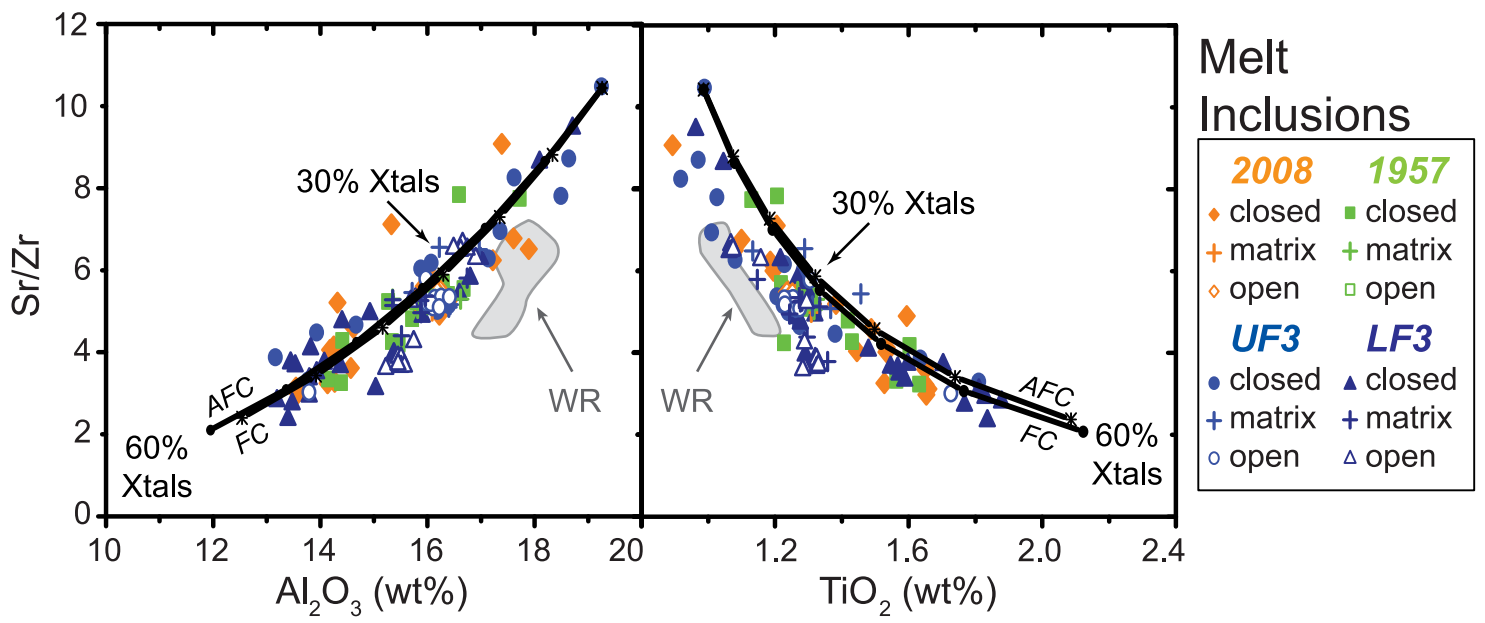 Sr/Zr
12
10
8
6
4
2
0
30% Xtals
WR
AFC
FC
60%
Xtals
10
12
14
16
18
20
Al₂O₃ (wt%)
30% Xtals
WR
AFC
FC
60%
Xtals
1.2
1.6
2.0
2.4
TiO₂ (wt%)
Melt
Inclusions
2008 1957
closed closed
matrix matrix
open open
UF3 LF3
closed closed
matrix matrix
open open